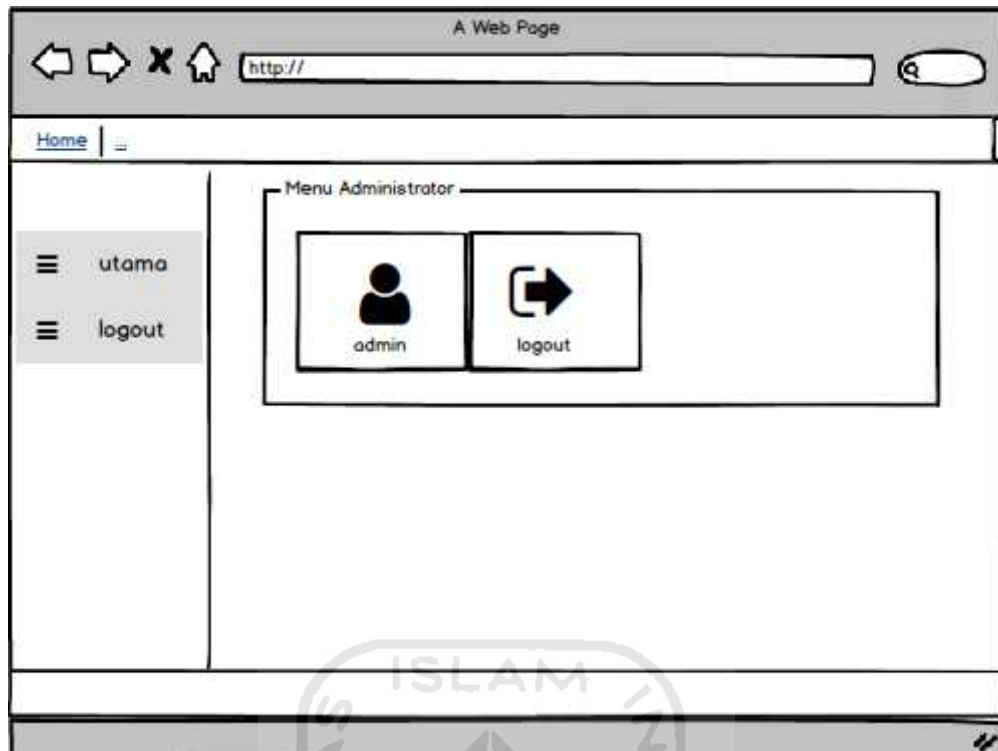 A Web Page
http://
Home | ...
Menu Administrator
utama
logout
admin
logout
ISLAM